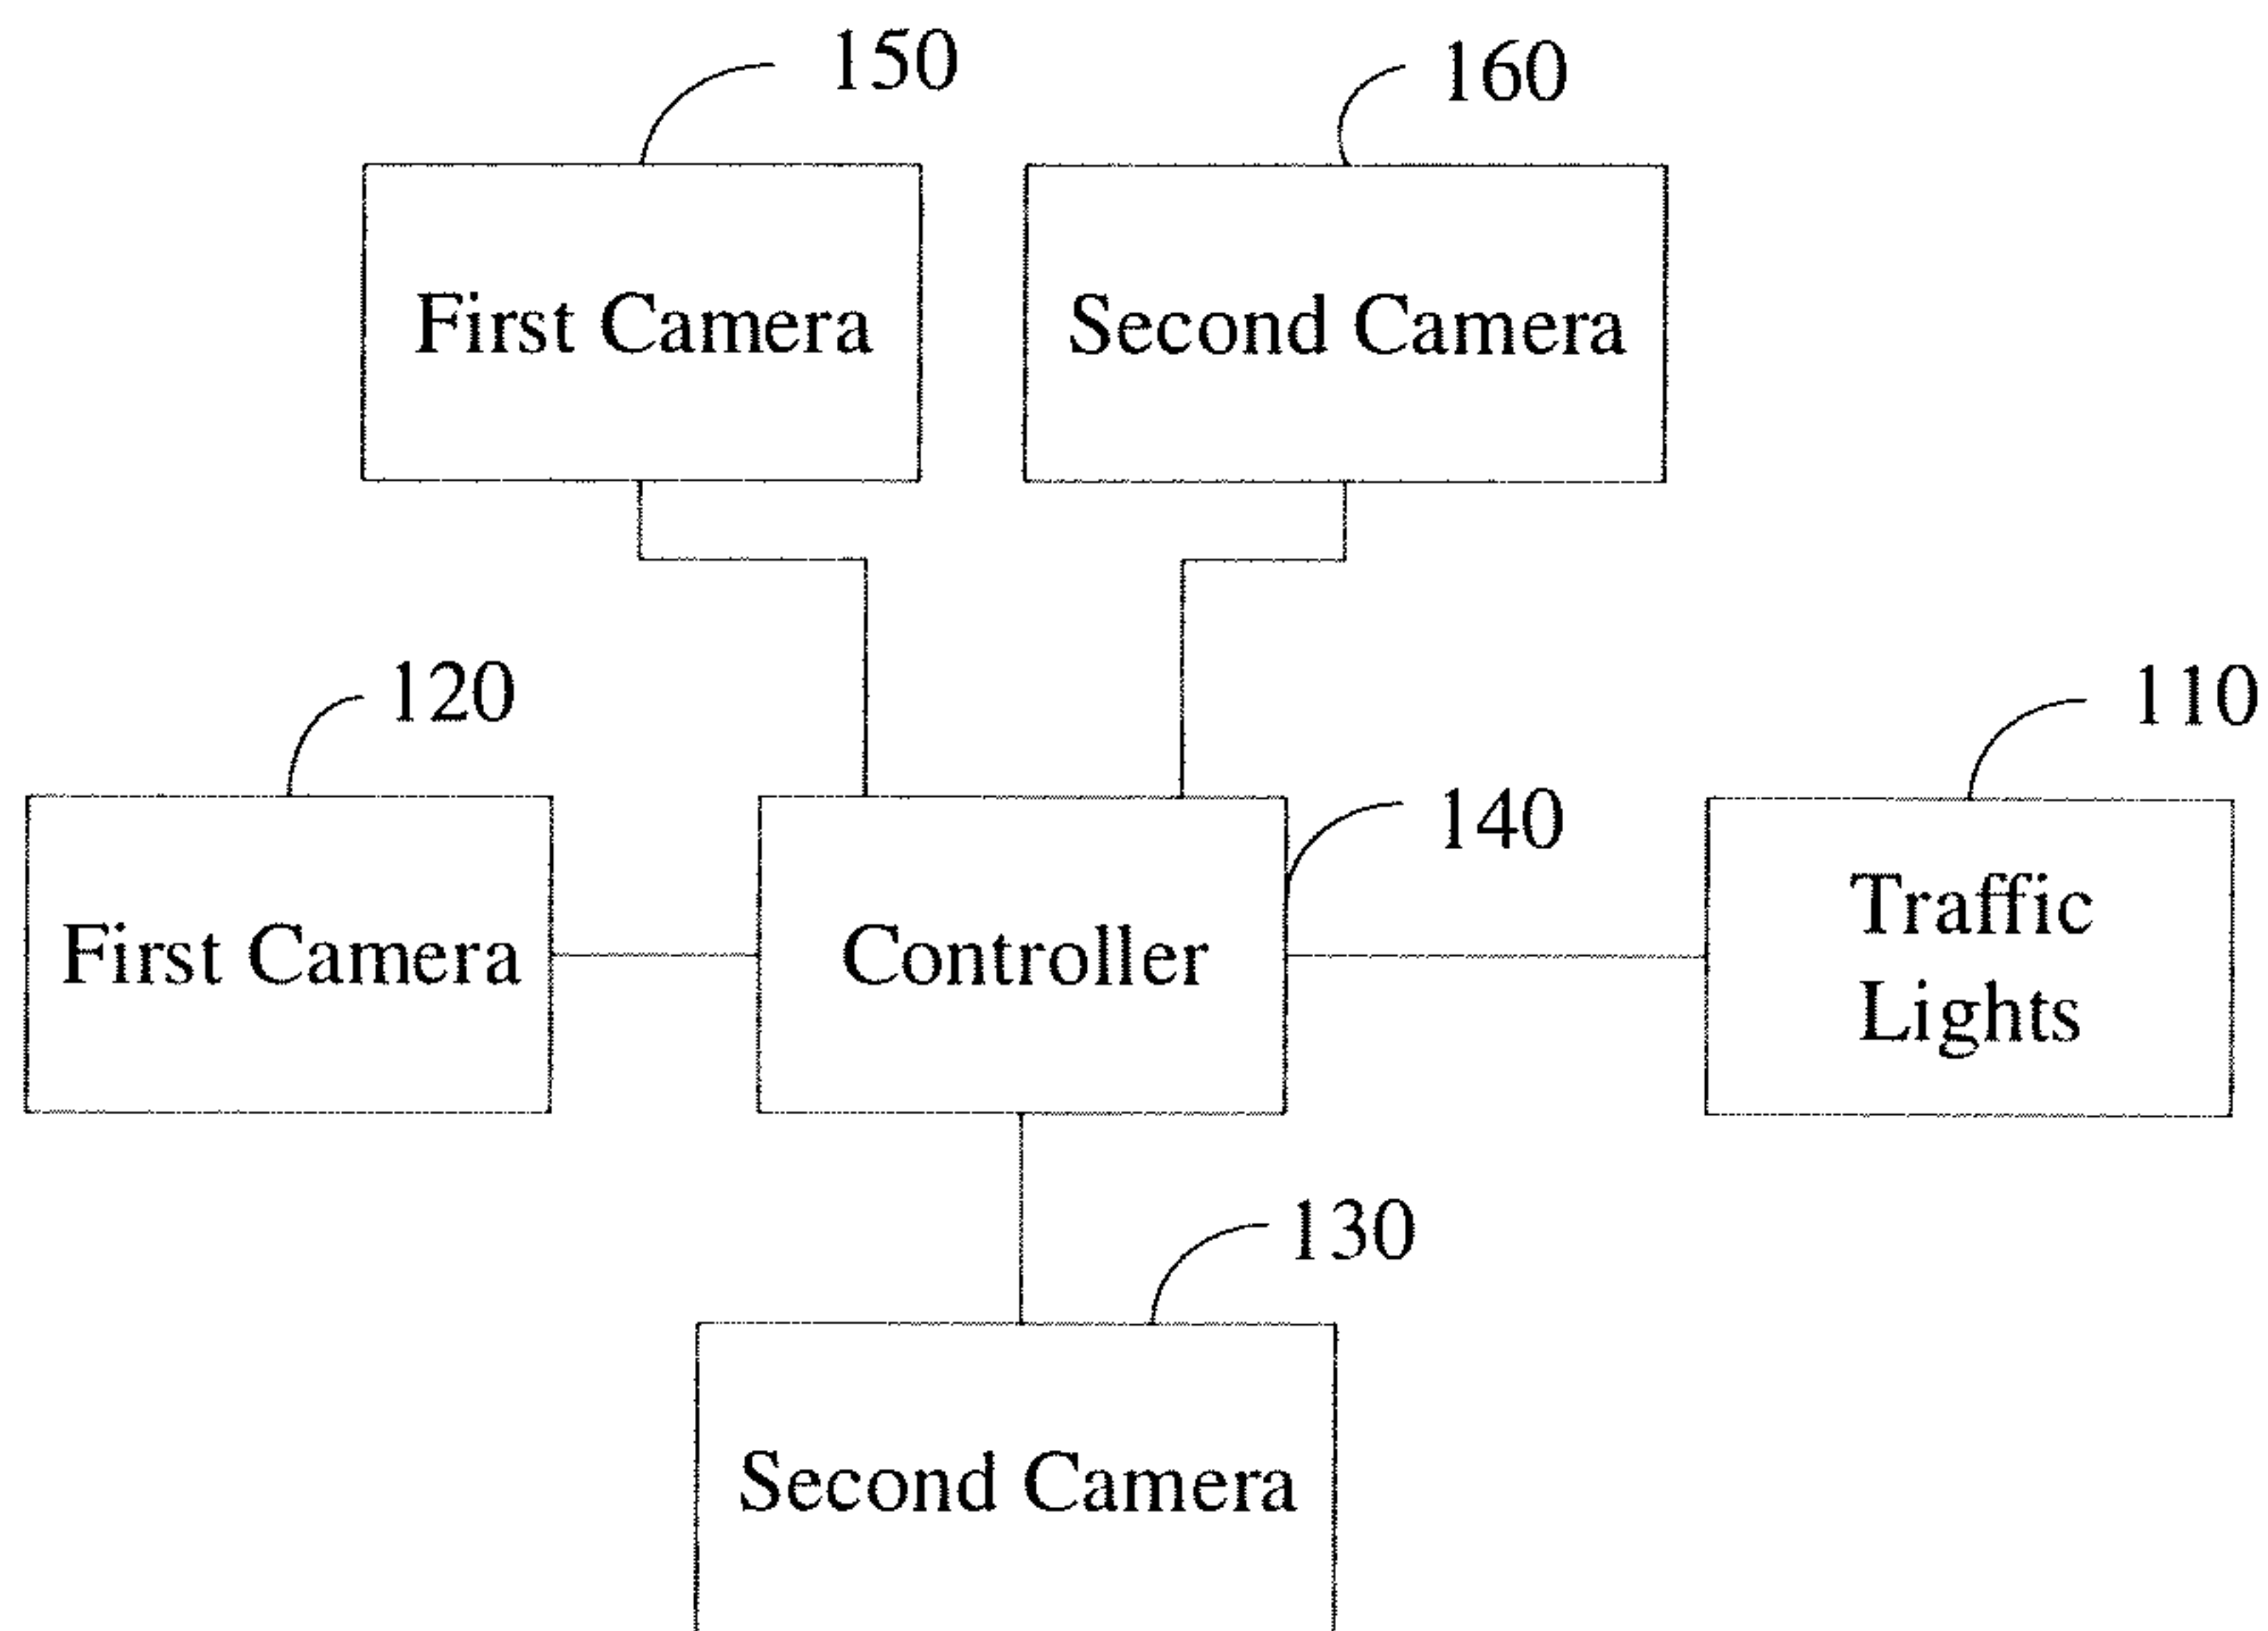 150
160
First Camera
Second Camera
120
110
140
First Camera
Controller
Traffic
Lights
130
Second Camera